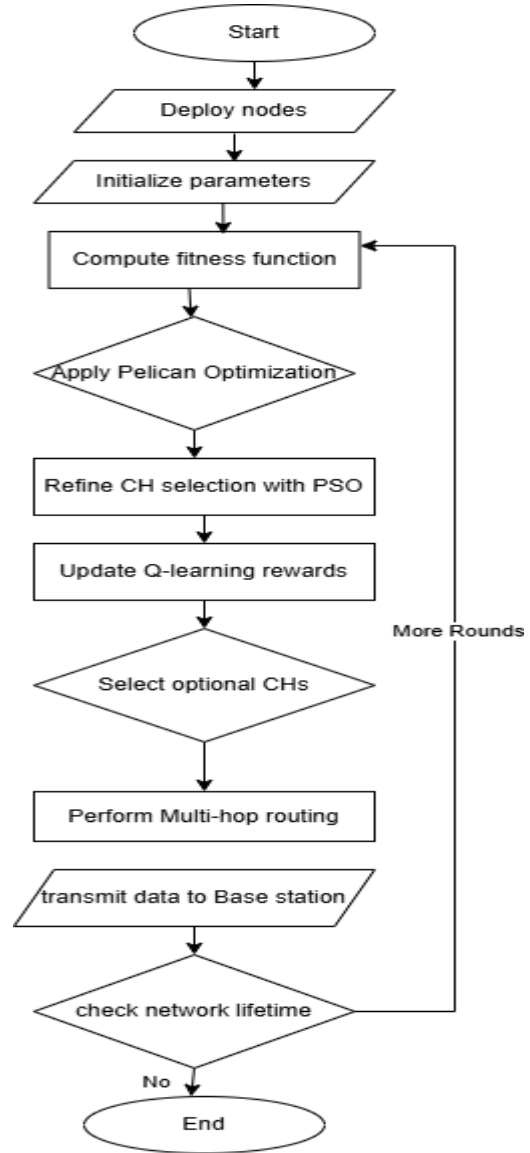 Start
Deploy nodes
Initialize parameters
Compute fitness function
Apply Pelican Optimization
Refine CH selection with PSO
Update Q-learning rewards
More Rounds
Select optional CHs
Perform Multi-hop routing
transmit data to Base station
check network lifetime
No
End